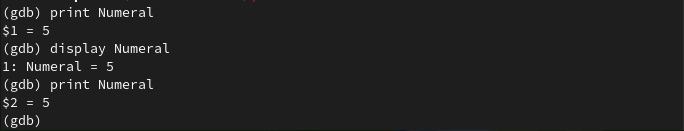 (gdb) print Numeral
$1 = 5
(gdb) display Numeral
1: Numeral = 5
(gdb) print Numeral
$2 = 5
(gdb)